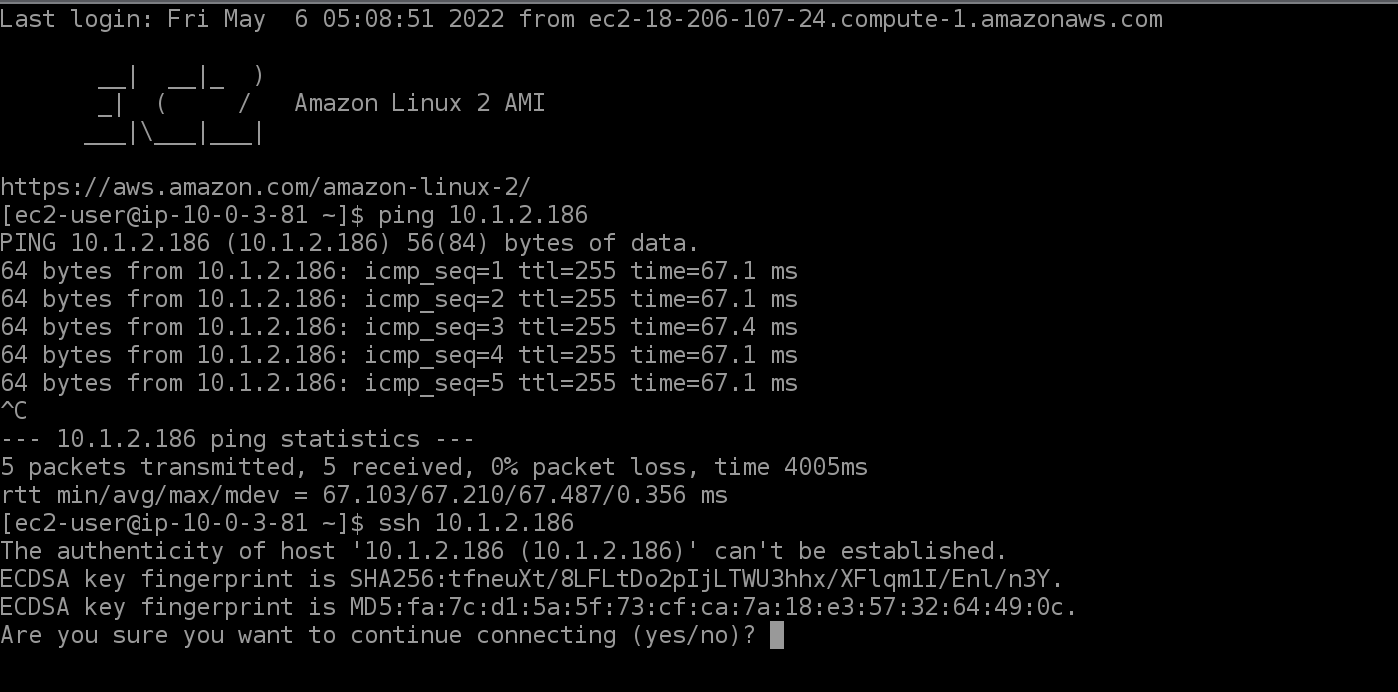 Last login: Fri May  6 05:08:51 2022 from ec2-18-206-107-24.compute-1.amazonaws.com

       __|  __|_  )
       _|  (     /   Amazon Linux 2 AMI
      ___|\___|___|

https://aws.amazon.com/amazon-linux-2/
[ec2-user@ip-10-0-3-81 ~]$ ping 10.1.2.186
PING 10.1.2.186 (10.1.2.186) 56(84) bytes of data.
64 bytes from 10.1.2.186: icmp_seq=1 ttl=255 time=67.1 ms
64 bytes from 10.1.2.186: icmp_seq=2 ttl=255 time=67.1 ms
64 bytes from 10.1.2.186: icmp_seq=3 ttl=255 time=67.4 ms
64 bytes from 10.1.2.186: icmp_seq=4 ttl=255 time=67.1 ms
64 bytes from 10.1.2.186: icmp_seq=5 ttl=255 time=67.1 ms
^C
--- 10.1.2.186 ping statistics ---
5 packets transmitted, 5 received, 0% packet loss, time 4005ms
rtt min/avg/max/mdev = 67.103/67.210/67.487/0.356 ms
[ec2-user@ip-10-0-3-81 ~]$ ssh 10.1.2.186
The authenticity of host '10.1.2.186 (10.1.2.186)' can't be established.
ECDSA key fingerprint is SHA256:tfneuXt/8LFLtDo2pIjLTWU3hhx/XFlqm1I/Enl/n3Y.
ECDSA key fingerprint is MD5:fa:7c:d1:5a:5f:73:cf:ca:7a:18:e3:57:32:64:49:0c.
Are you sure you want to continue connecting (yes/no)?